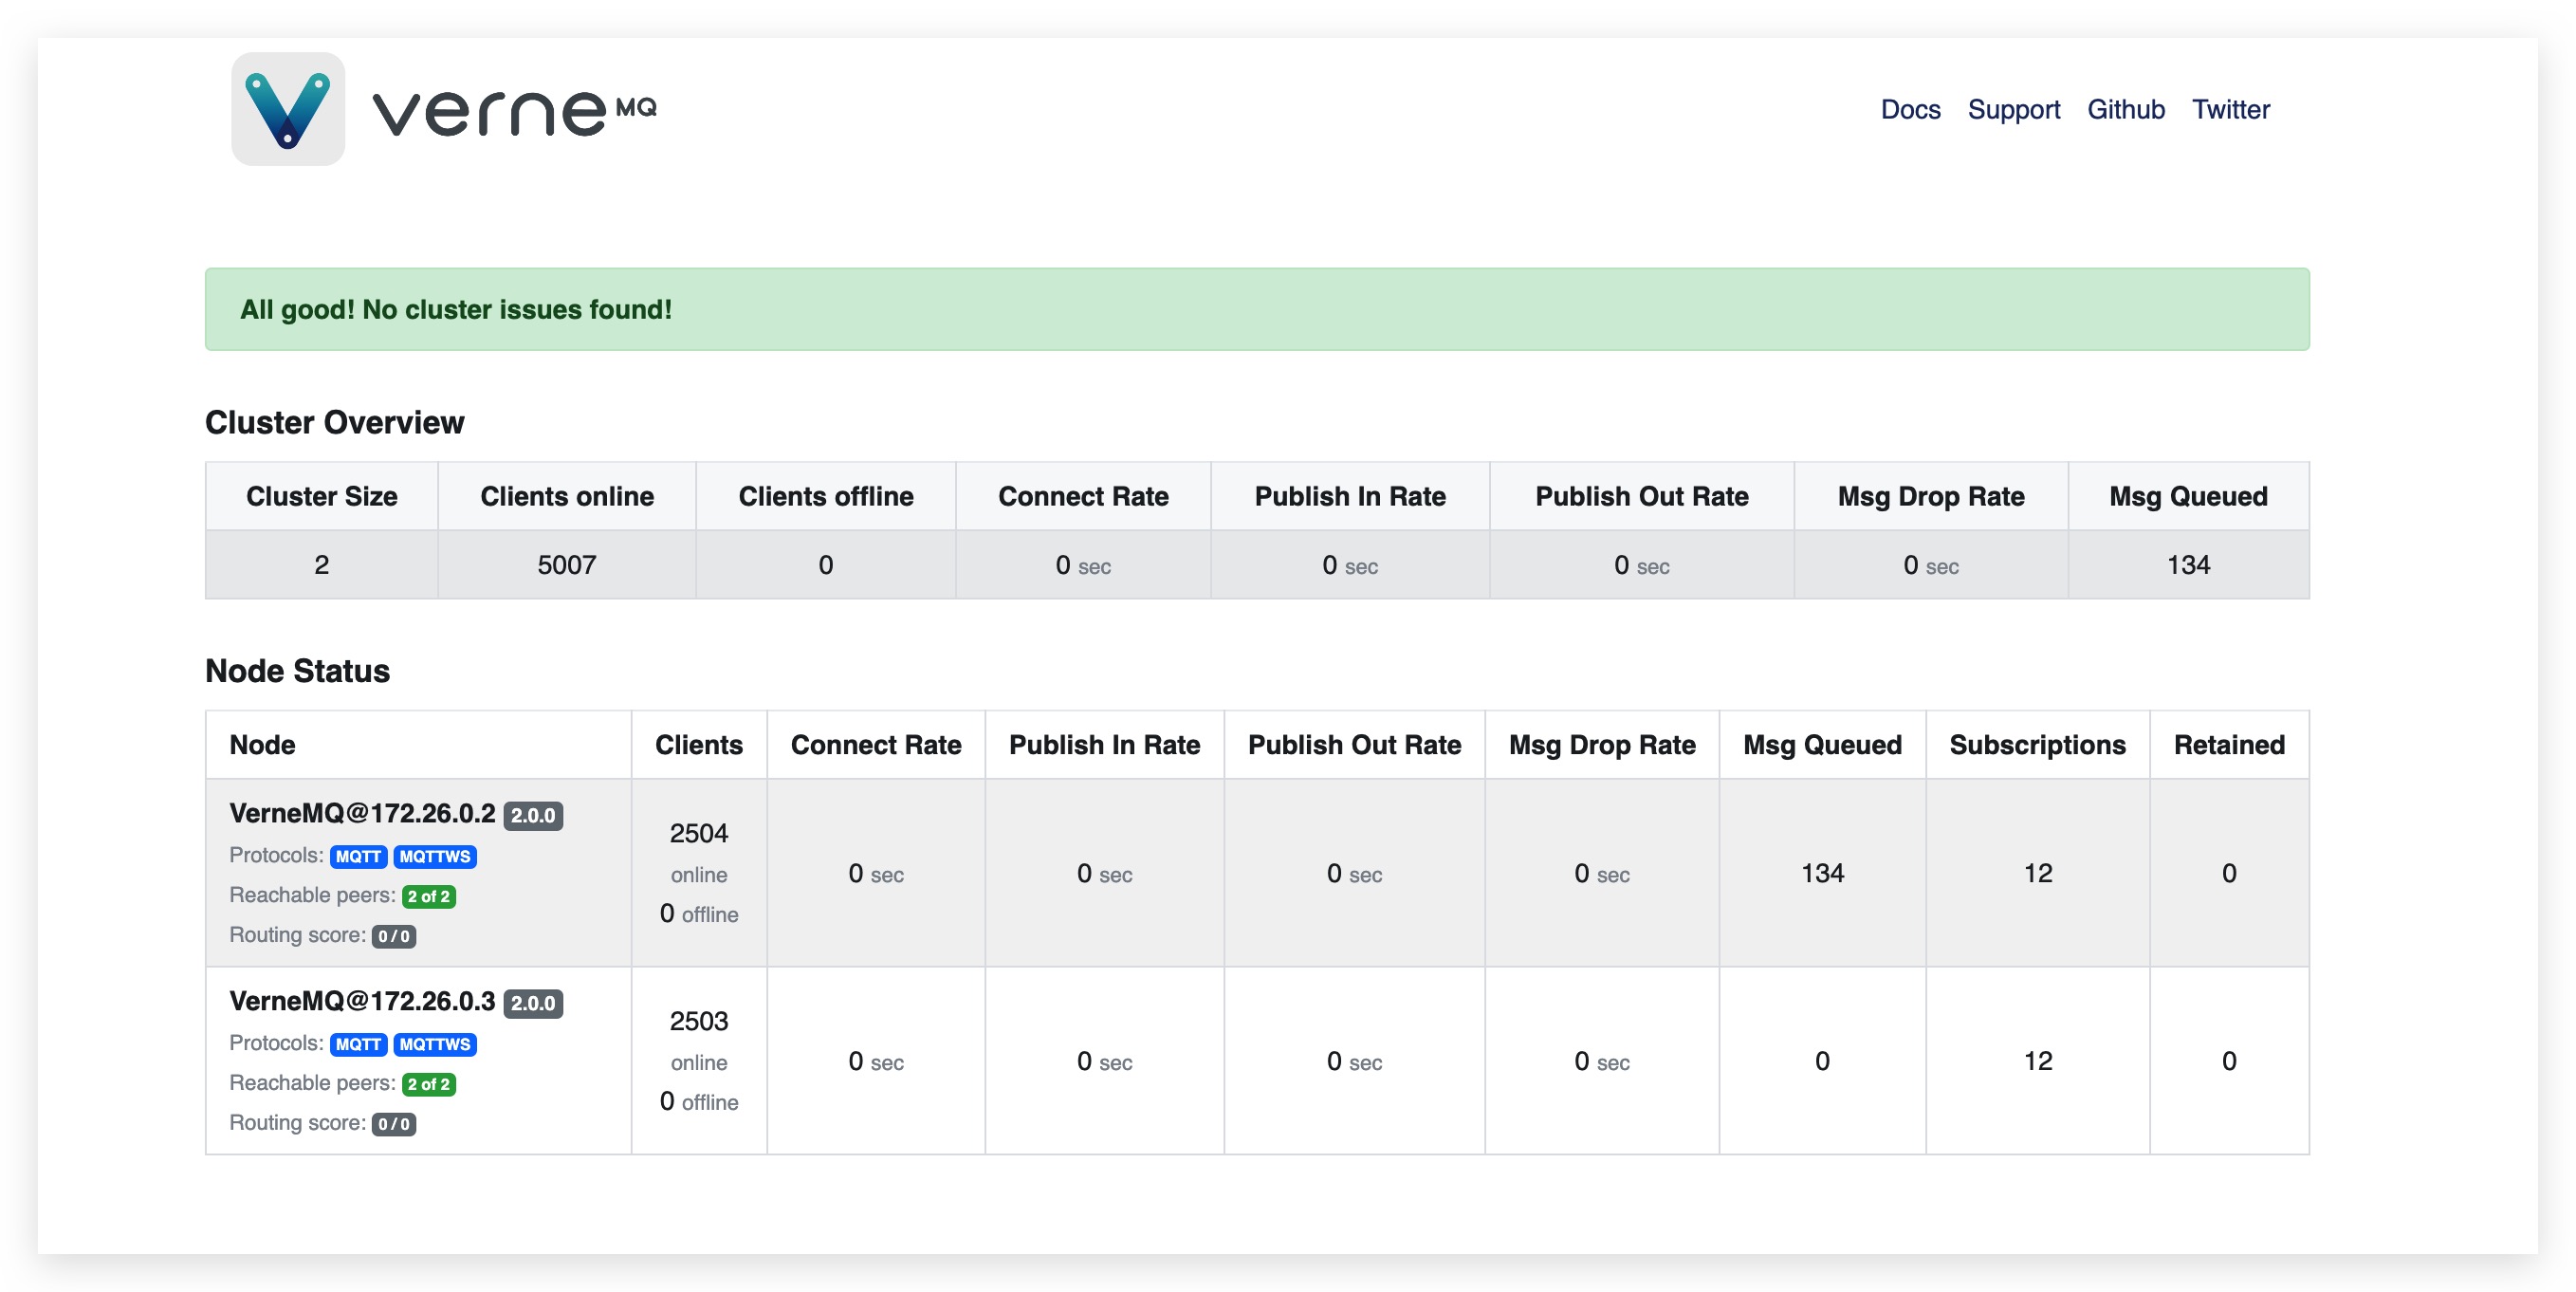 verne MQ
Docs Support Github Twitter
All good! No cluster issues found!
Cluster Overview
Cluster Size Clients online Clients offline Connect Rate Publish In Rate Publish Out Rate Msg Drop Rate Msg Queued
2 5007 0 0 sec 0 sec 0 sec 0 sec 134
Node Status
Node Clients Connect Rate Publish In Rate Publish Out Rate Msg Drop Rate Msg Queued Subscriptions Retained
VerneMQ@172.26.0.2 2.0.0
Protocols: MQTT MQTTWS
Reachable peers: 2 of 2
Routing score: 0 / 0
2504
online
0 offline
0 sec 0 sec 0 sec 0 sec 134 12 0
VerneMQ@172.26.0.3 2.0.0
Protocols: MQTT MQTTWS
Reachable peers: 2 of 2
Routing score: 0 / 0
2503
online
0 offline
0 sec 0 sec 0 sec 0 sec 0 12 0